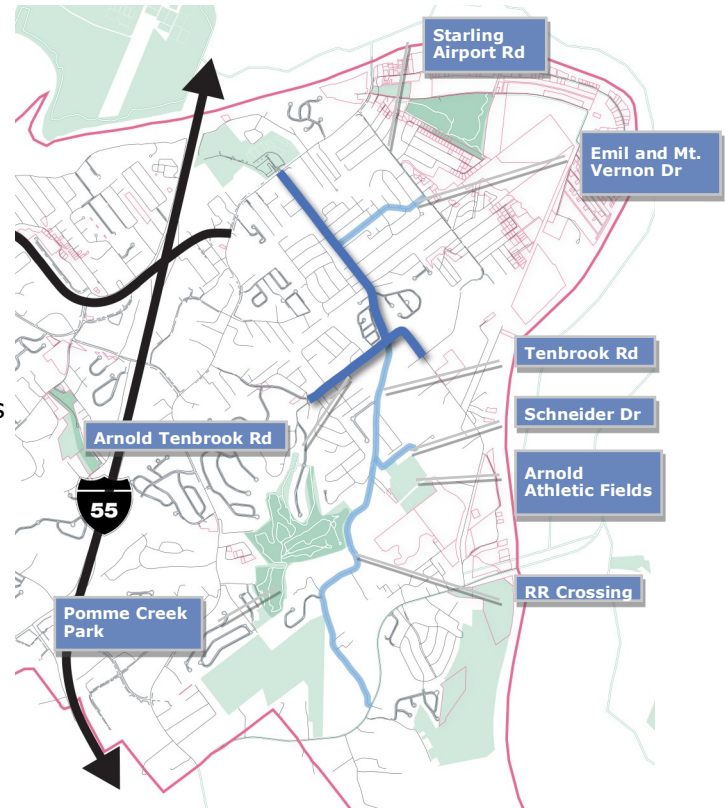 Starling
Airport Rd
Emil and Mt.
Vernon Dr
Tenbrook Rd
s
Arnold Tenbrook Rd
Schneider Dr
Arnold
Athletic Fields
55
RR Crossing
Pomme Creek
Park